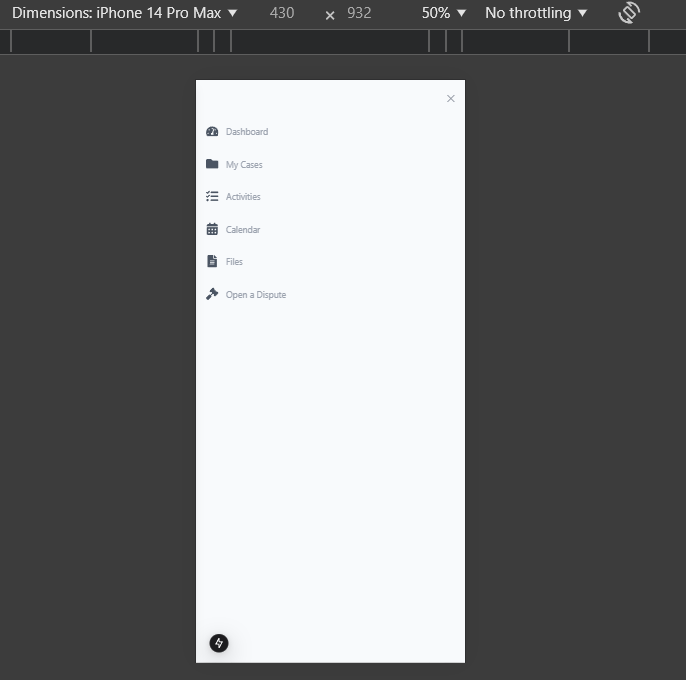 Dimensions: iPhone 14 Pro Max ▼ 430 × 932 50% ▼ No throttling ▼
Dashboard
My Cases
Activities
Calendar
Files
Open a Dispute